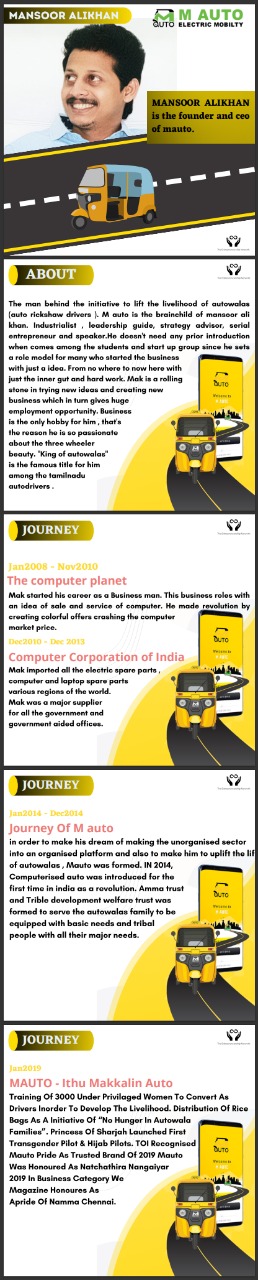 MANSOOR ALIKHAN
M AUTO
ELECTRIC MOBILTY
AUTO
MANSOOR ALIKHAN
is the founder and ceo
of mauto.
ABOUT
The man behind the initiative to lift the livelihood of autowalas
(auto rickshaw drivers ). M auto is the brainchild of mansoor ali
khan. Industrialist , leadership guide, strategy advisor, serial
entrepreneur and speaker.He doesn't need any prior introduction
when comes among the students and start up group since he sets
a role model for many who started the business
with just a idea. From no where to now here with
just the inner gut and hard work. Mak is a rolling
stone in trying new ideas and creating new
business which in turn gives huge
employment opportunity. Business
is the only hobby for him , that's
the reason he is so passionate
about the three wheeler
beauty. "King of autowalas"
is the famous title for him
among the tamilnadu
autodrivers .
AUTO
JOURNEY
Jan2008 - Nov2010
The computer planet
Mak started his career as a Business man. This business roles with
an idea of sale and service of computer. He made revolution by
creating colorful offers crashing the computer
market price.
Dec2010 - Dec 2013
Computer Corporation of India
Mak imported all the electric spare parts ,
computer and laptop spare parts
various regions of the world.
Mak was a major supplier
for all the government and
government aided offices.
AUTO
JOURNEY
Jan2014 - Dec2014
Journey Of M auto
in order to make his dream of making the unorganised sector
into an organised platform and also to make him to uplift the lif
of autowalas , Mauto was formed. IN 2014,
Computerised auto was introduced for the
first time in india as a revolution. Amma trust
and Trible development welfare trust was
formed to serve the autowalas family to be
equipped with basic needs and tribal
people with all their major needs.
AUTO
JOURNEY
Jan2019
MAUTO - Ithu Makkalin Auto
Training Of 3000 Under Privilaged Women To Convert As
Drivers Inorder To Develop The Livelihood. Distribution Of Rice
Bags As A Initiative Of "No Hunger In Autowala
Families". Princess Of Sharjah Launched First
Transgender Pilot & Hijab Pilots. TOI Recognised
Mauto Pride As Trusted Brand Of 2019 Mauto
Was Honoured As Natchathira Nangaiyar
2019 In Business Category We
Magazine Honoures As
Apride Of Namma Chennai.
AUTO